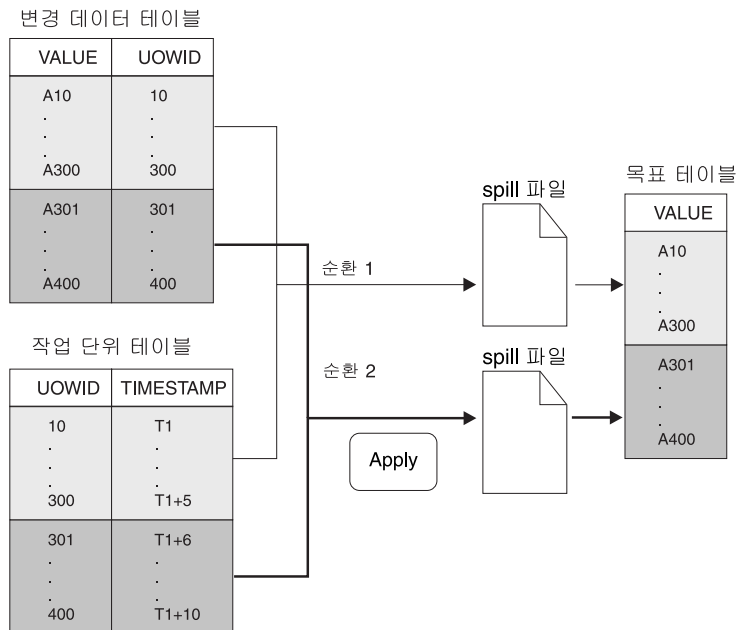 변경 데이터 테이블
VALUE UOWID
A10 10
. .
. .
. .
A300 300
A301 301
. .
. .
. .
A400 400
작업 단위 테이블
UOWID TIMESTAMP
10 T1
. .
. .
. .
300 T1+5
301 T1+6
. .
. .
. .
400 T1+10
순환 1
순환 2
Apply
spill 파일
spill 파일
목표 테이블
VALUE
A10
.
.
.
A300
A301
.
.
.
A400